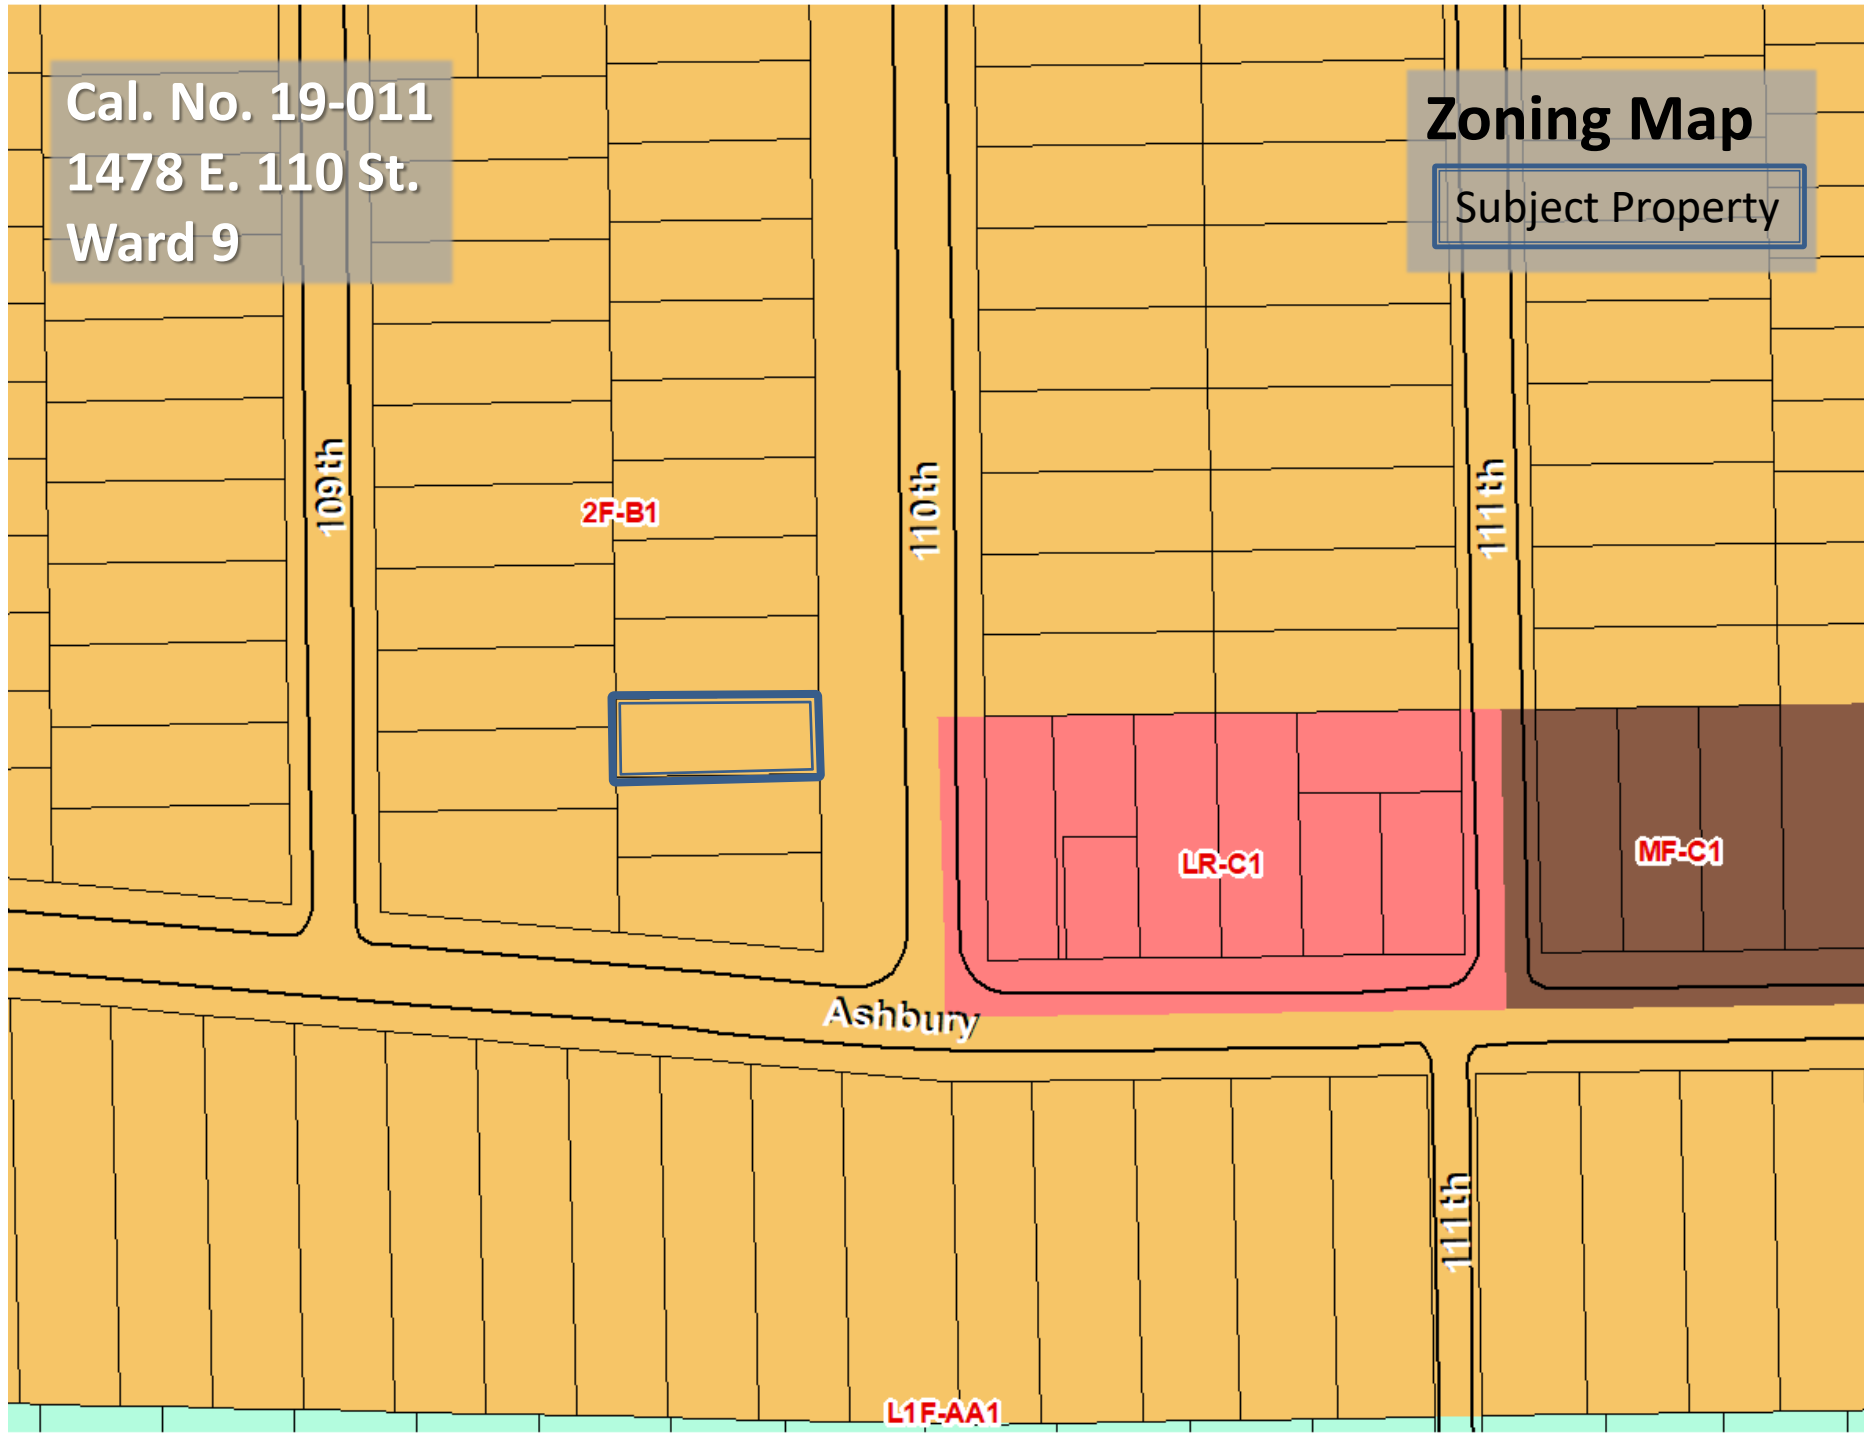 Cal. No. 19-011
1478 E. 110 St.
Ward 9
Zoning Map
Subject Property
109th
2F-B1
110th
111th
LR-C1
MF-C1
Ashbury
111th
L1F-AA1